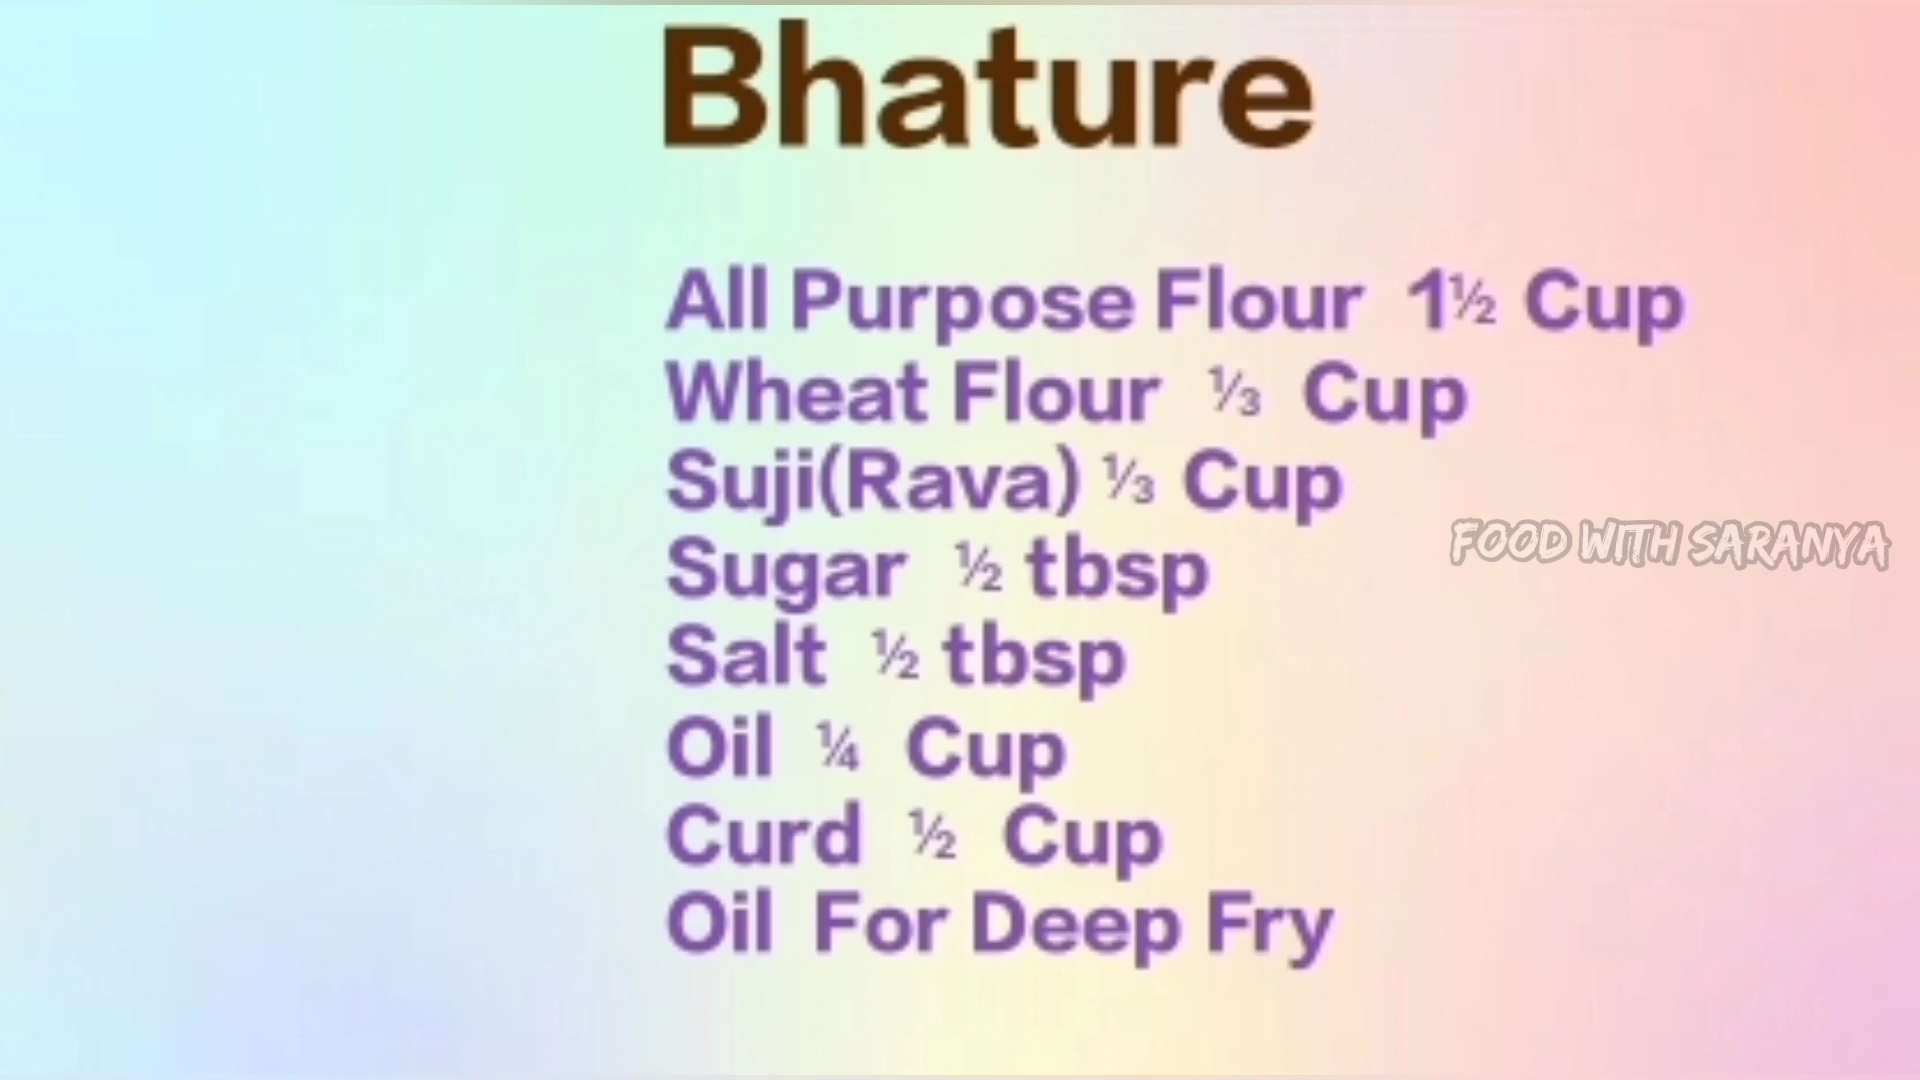 Bhature
All Purpose Flour 1½ Cup
Wheat Flour ⅓ Cup
Suji(Rava) ⅓ Cup
Sugar ½ tbsp
FOOD WITH SARANYA
Salt ½ tbsp
Oil ¼ Cup
Curd ½ Cup
Oil For Deep Fry